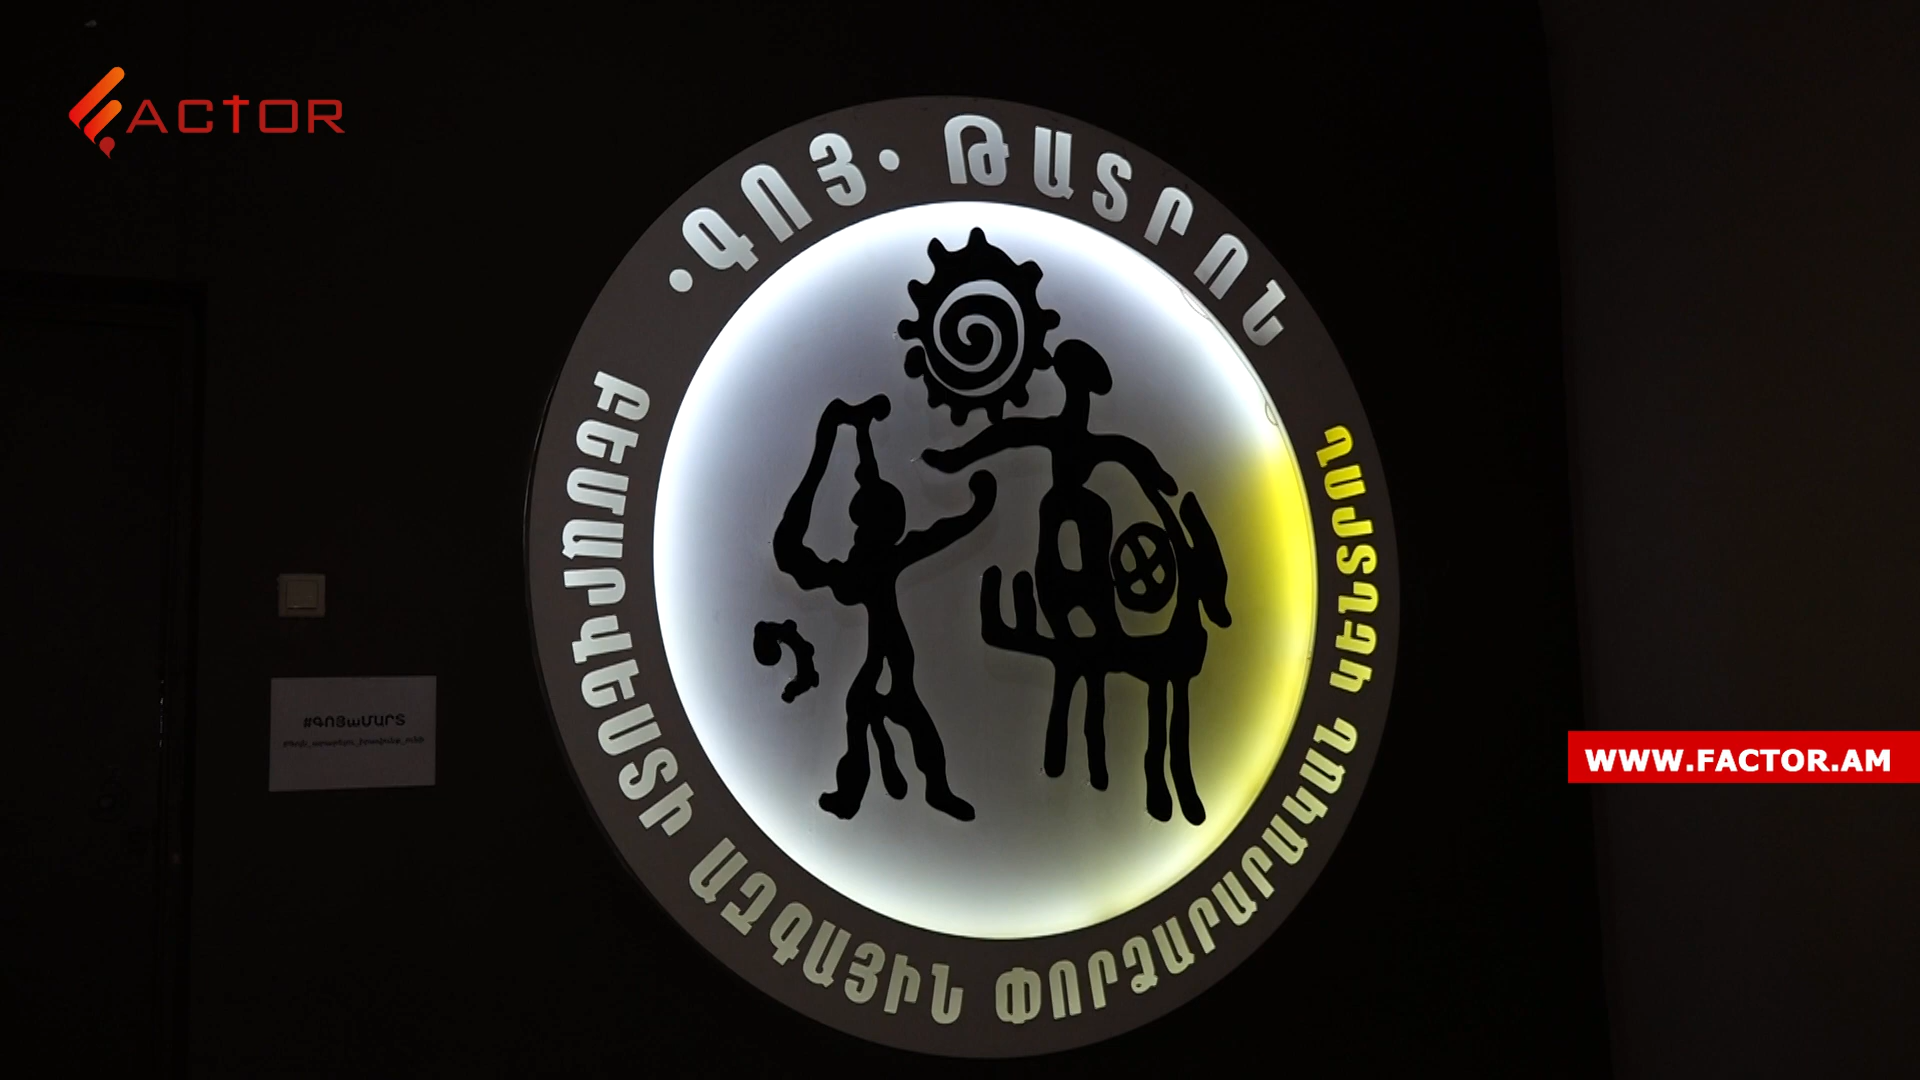 FACTOR
•ԳՈՅ• ԹԱՏՐՈՆ
ԲԵՄԱՐՎԵՍՏԻ ԱԶԳԱՅԻՆ ՓՈՐՁԱՐԱՐԱԿԱՆ ԿԵՆՏՐՈՆ
#ԳՈՅամԱՐՏ
WWW.FACTOR.AM